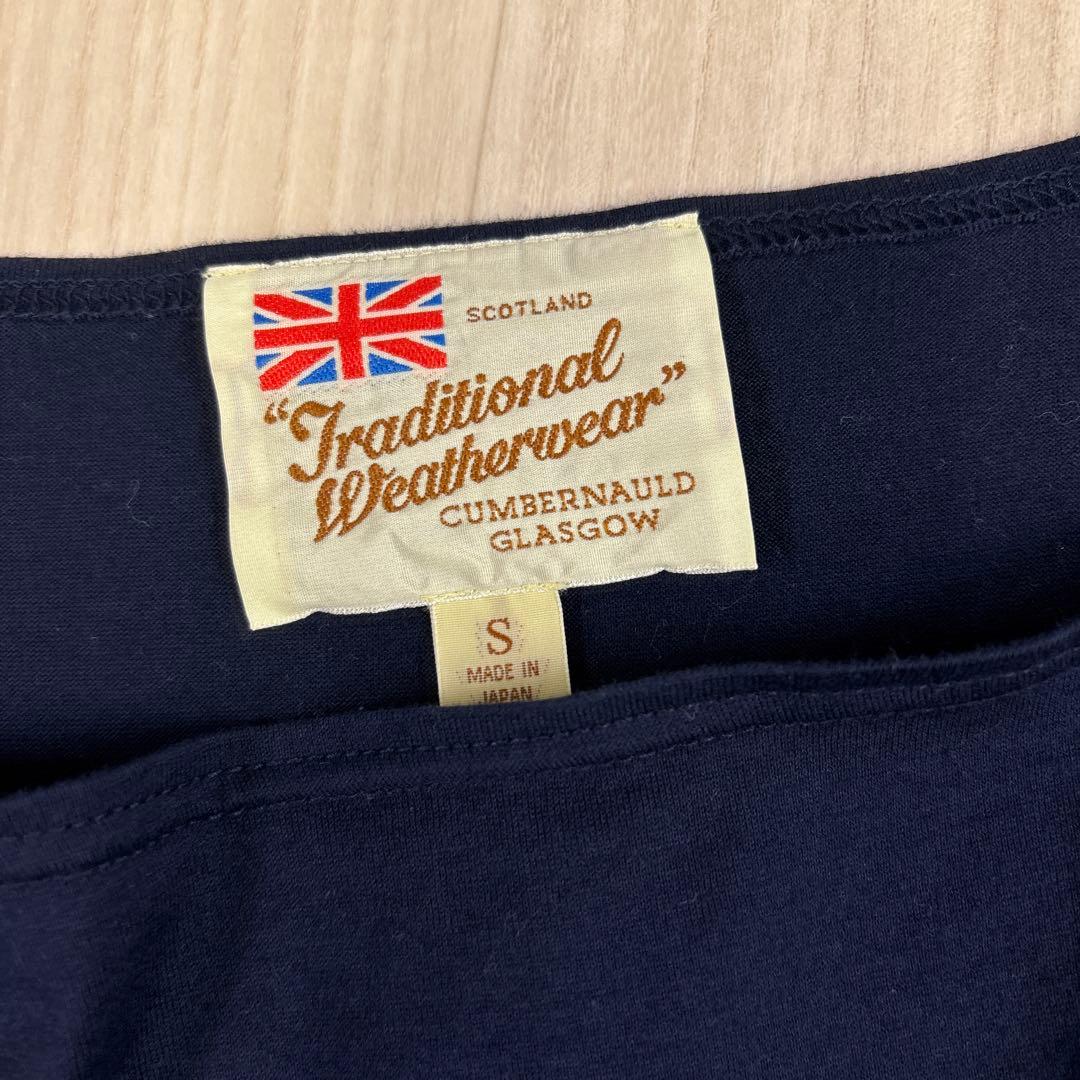 SCOTLAND
"Traditional
Weatherwear"
CUMBERNAULD
GLASGOW
S
MADE IN
JAPAN